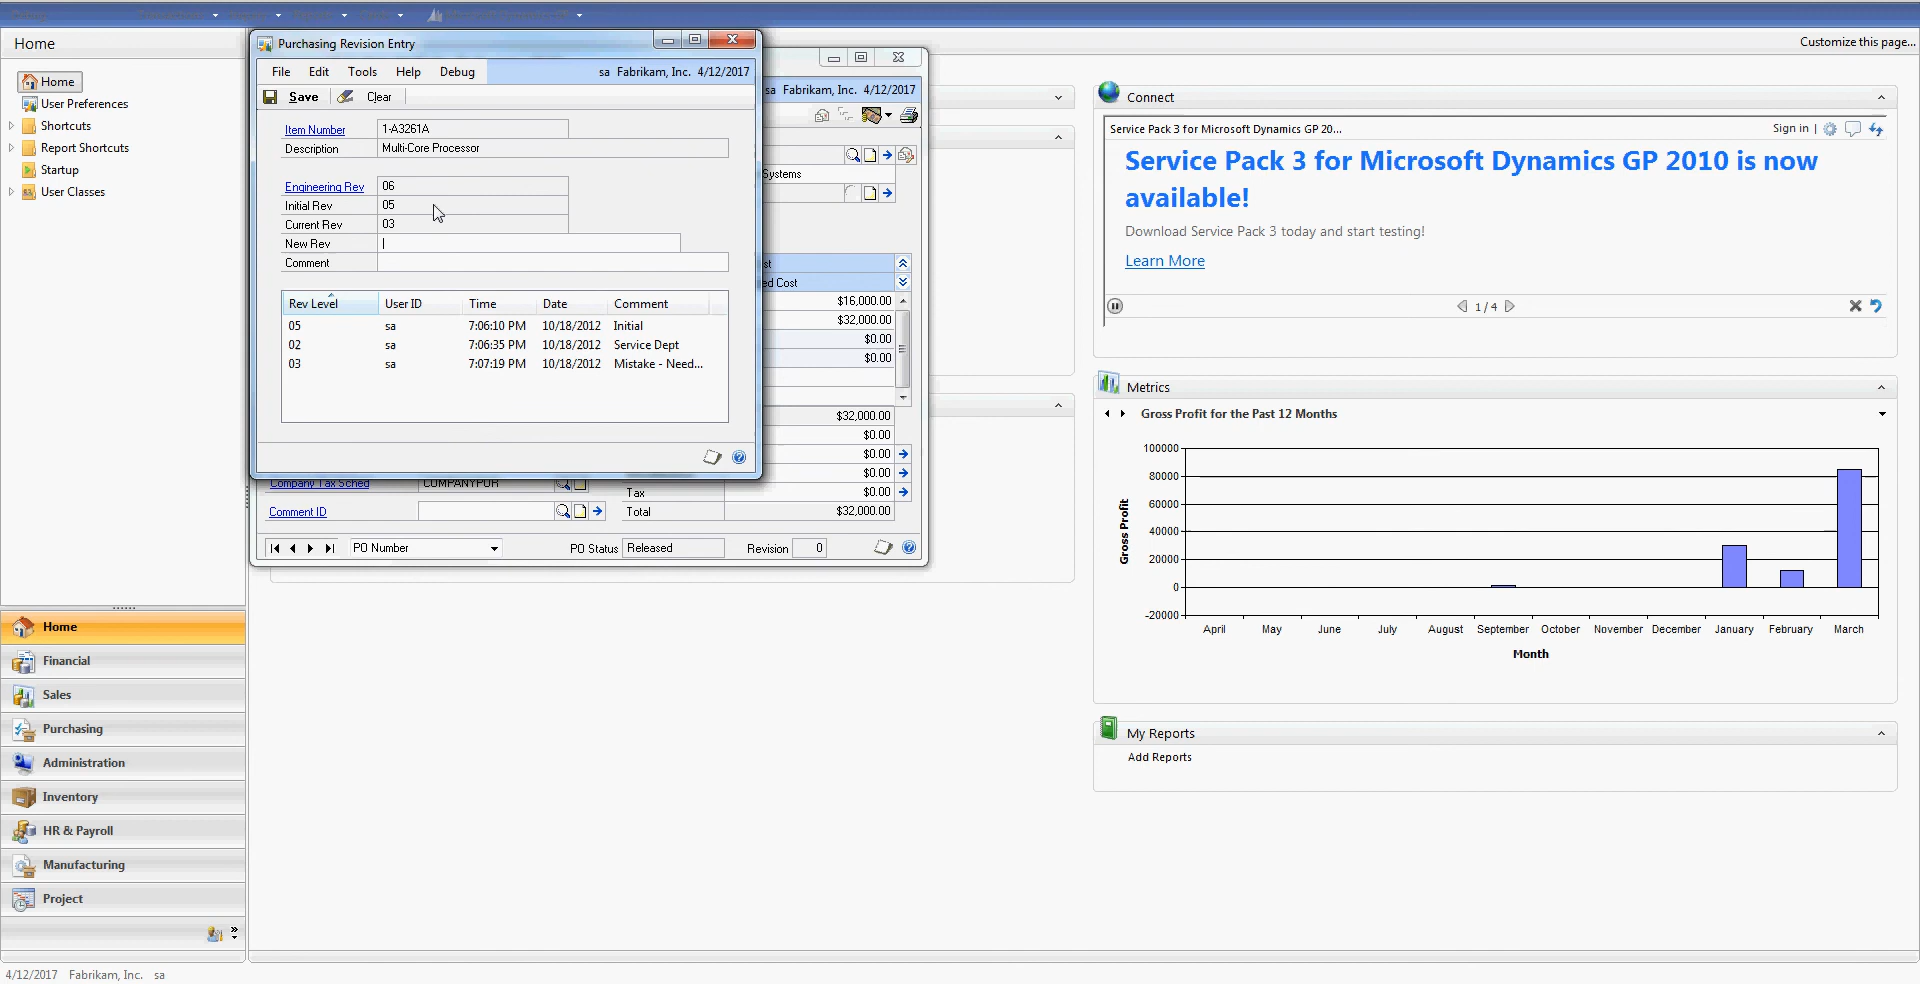 Home
Customize this page...
Home
User Preferences
Shortcuts
Report Shortcuts
Startup
User Classes
Purchasing Revision Entry
File Edit Tools Help Debug sa Fabrikam, Inc. 4/12/2017
Save Clear
Item Number 1-A3261A
Description Multi-Core Processor
Engineering Rev 06
Initial Rev 05
Current Rev 03
New Rev
Comment
Rev Level User ID Time Date Comment
05 sa 7:06:10 PM 10/18/2012 Initial
02 sa 7:06:35 PM 10/18/2012 Service Dept
03 sa 7:07:19 PM 10/18/2012 Mistake - Need...
sa Fabrikam, Inc. 4/12/2017
Systems
st
ed Cost
$16,000.00
$32,000.00
$0.00
$0.00
$32,000.00
$0.00
$0.00
$0.00
Company Tax Sched COMPANYPUR
Tax $0.00
Comment ID
Total $32,000.00
PO Number PO Status Released Revision 0
Connect
Service Pack 3 for Microsoft Dynamics GP 20... Sign in |
Service Pack 3 for Microsoft Dynamics GP 2010 is now
available!
Download Service Pack 3 today and start testing!
Learn More
1 / 4
Metrics
Gross Profit for the Past 12 Months
100000
80000
60000
40000
20000
0
-20000
Gross Profit
April May June July August September October November December January February March
Month
My Reports
Add Reports
Home
Financial
Sales
Purchasing
Administration
Inventory
HR & Payroll
Manufacturing
Project
4/12/2017 Fabrikam, Inc. sa